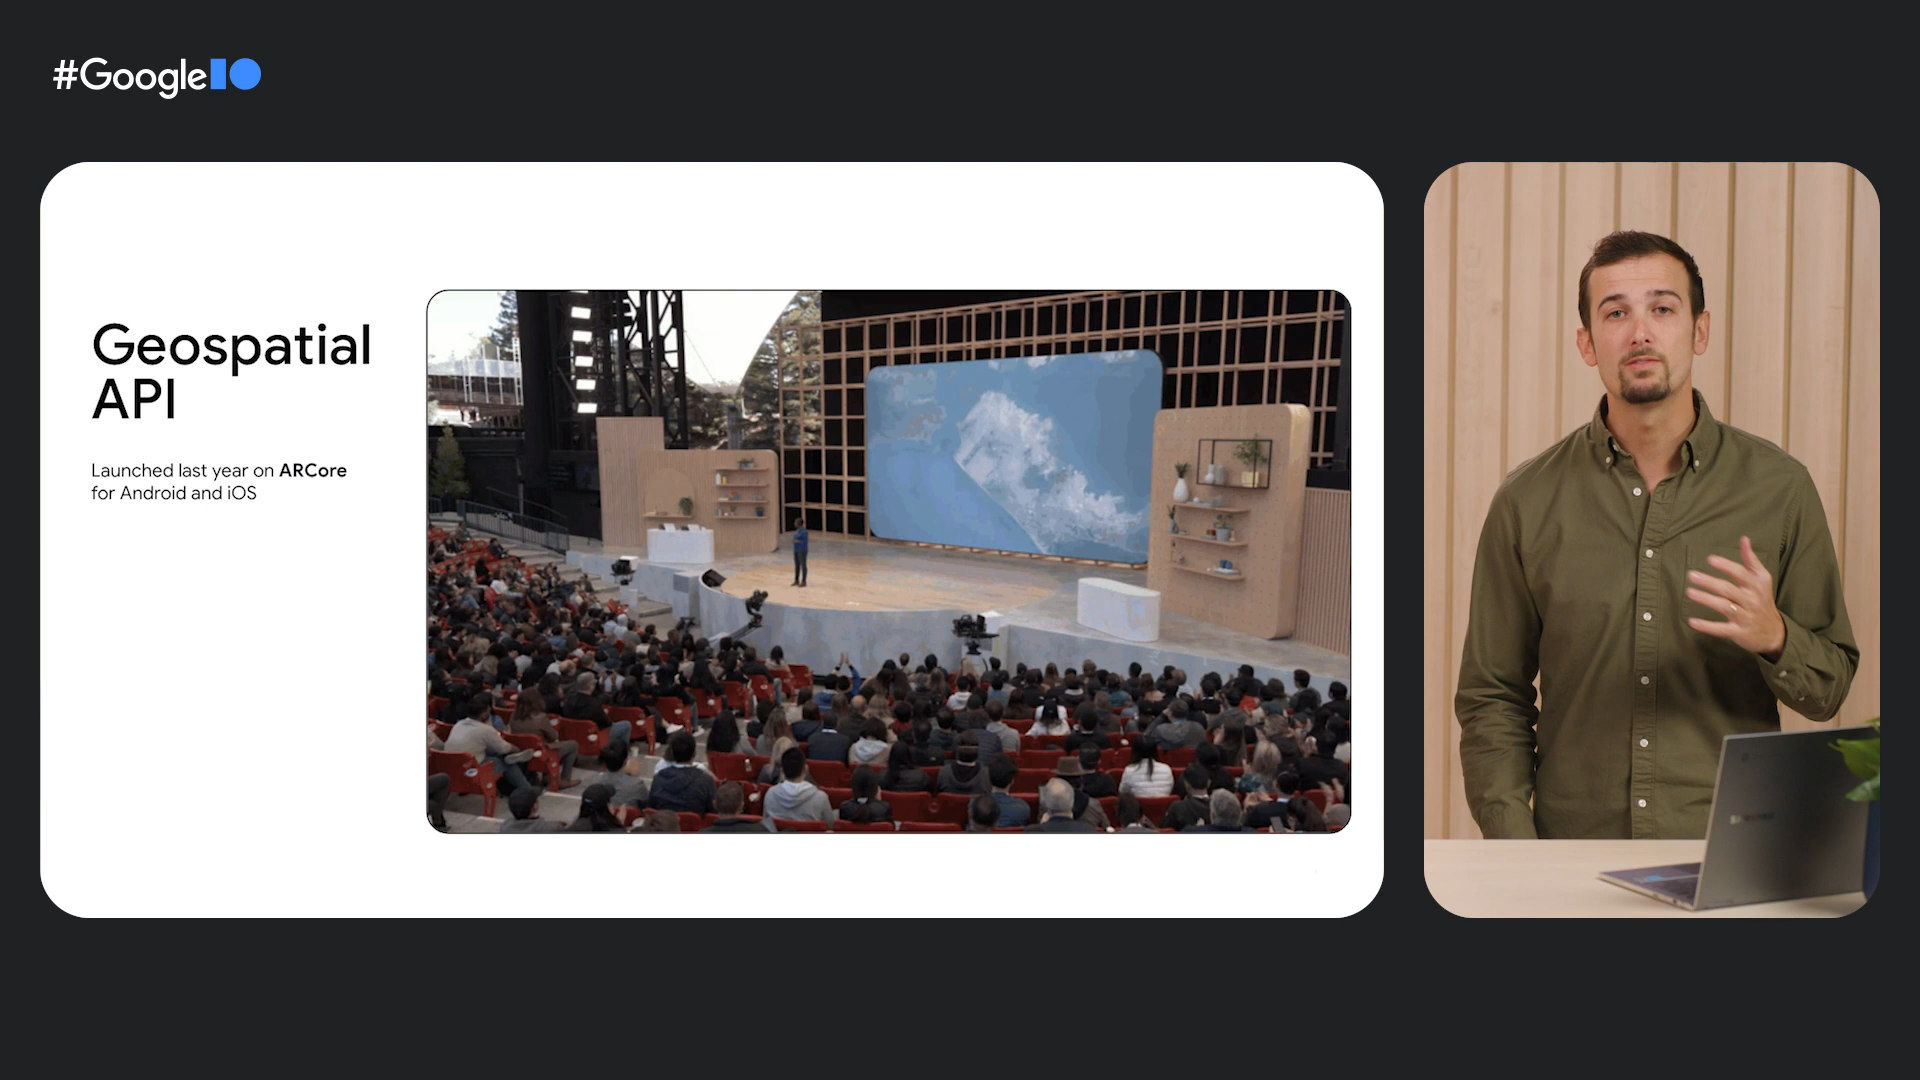 #GoogleIO
Geospatial
API
Launched last year on ARCore
for Android and iOS